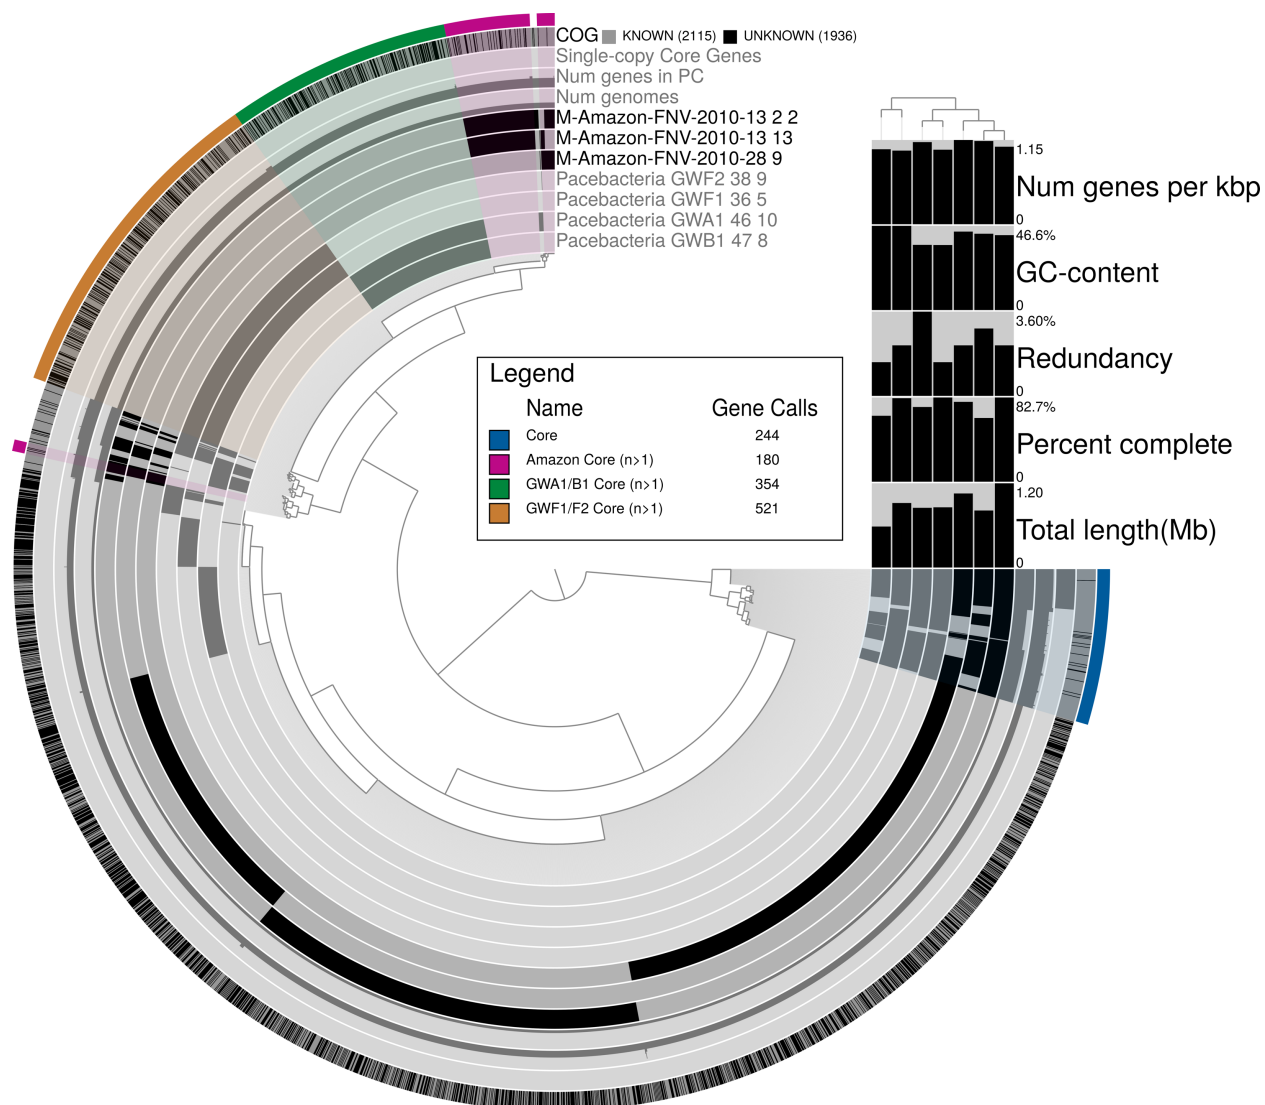 COG KNOWN (2115) UNKNOWN (1936)
Single-copy Core Genes
Num genes in PC
Num genomes
M-Amazon-FNV-2010-13 2 2
M-Amazon-FNV-2010-13 13
M-Amazon-FNV-2010-28 9
Pacebacteria GWF2 38 9
Pacebacteria GWF1 36 5
Pacebacteria GWA1 46 10
Pacebacteria GWB1 47 8
1.15
Num genes per kbp
0
46.6%
GC-content
0
3.60%
Redundancy
0
82.7%
Percent complete
0
1.20
Total length(Mb)
0
Legend
Name Gene Calls
Core 244
Amazon Core (n>1) 180
GWA1/B1 Core (n>1) 354
GWF1/F2 Core (n>1) 521